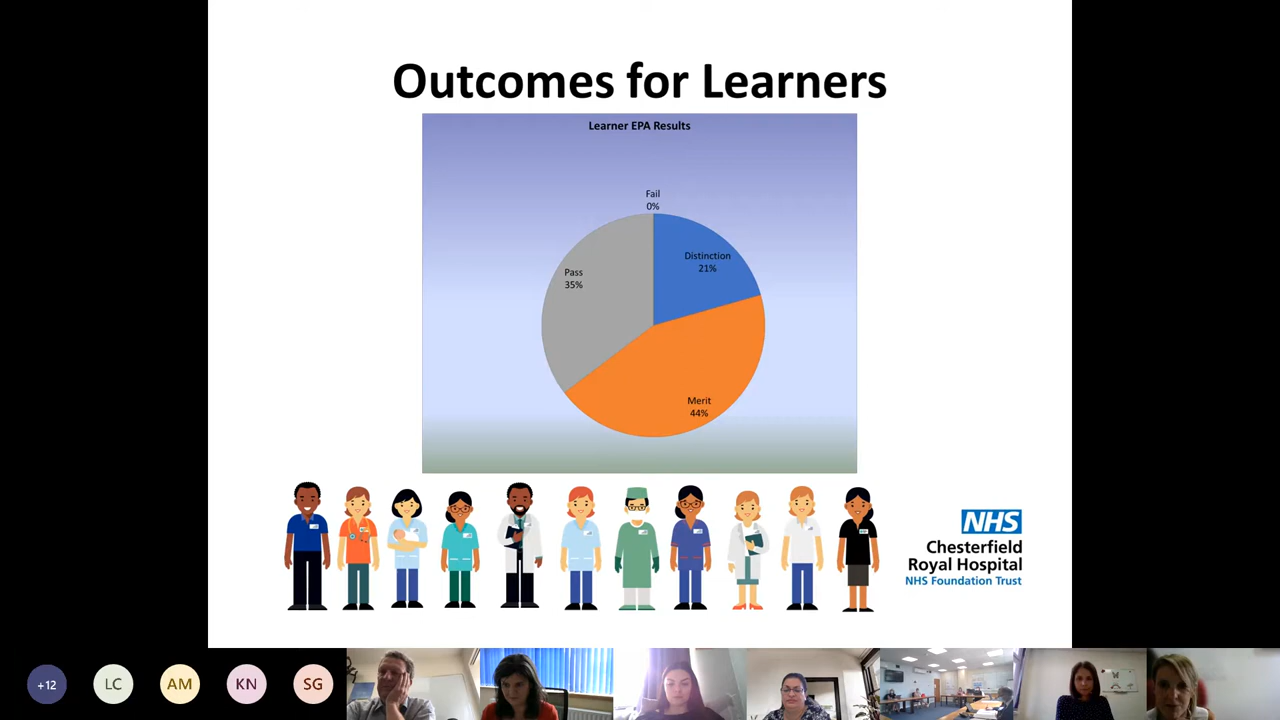 Outcomes for Learners
Learner EPA Results
Fail
0%
Distinction
21%
Pass
35%
Merit
44%
NHS
Chesterfield
Royal Hospital
NHS Foundation Trust
+12
LC
AM
KN
SG